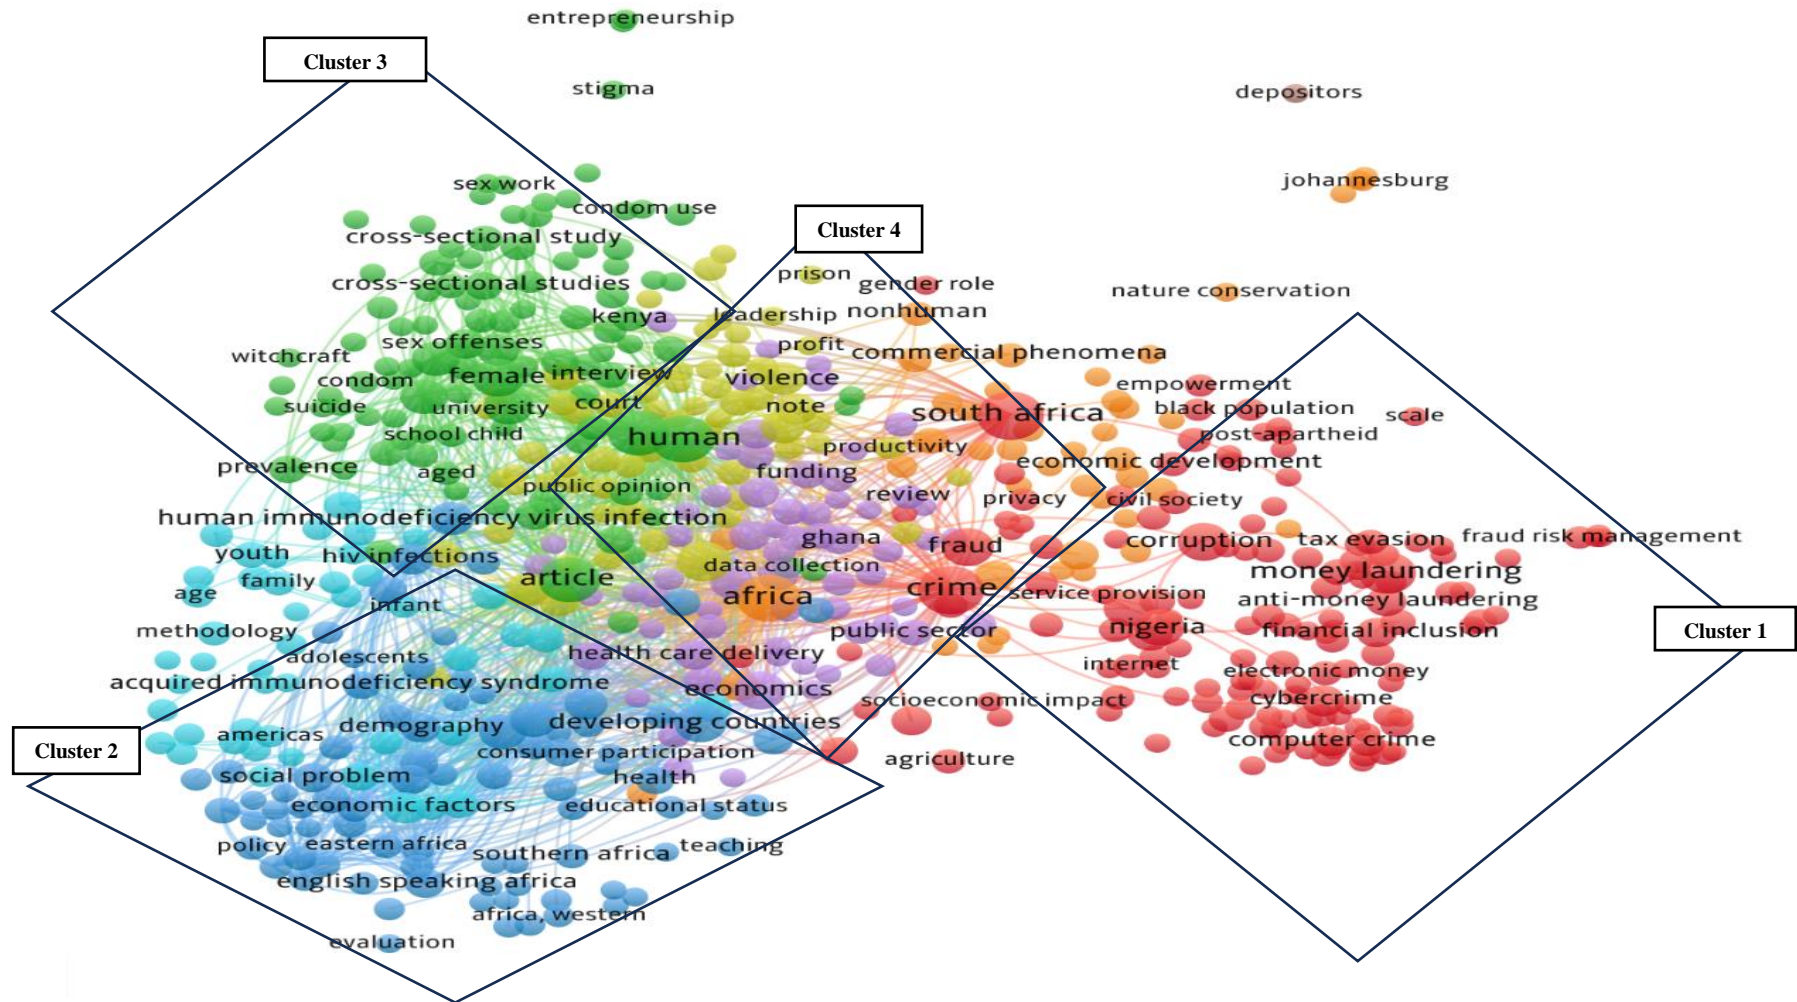 entrepreneurship
Cluster 3
stigma
depositors
sex work
johannesburg
condom use
cross-sectional study
Cluster 4
prison
gender role
cross-sectional studies
nature conservation
kenya
leadership
nonhuman
sex offenses
profit
witchcraft
commercial phenomena
condom
female
interview
violence
empowerment
suicide
university
court
note
south africa
black population
scale
school child
human
productivity
post-apartheid
prevalence
aged
funding
economic development
public opinion
review
privacy
civil society
human immunodeficiency virus infection
ghana
fraud
corruption
tax evasion
fraud risk management
youth
hiv infections
data collection
money laundering
age
family
article
africa
crime
service provision
anti-money laundering
infant
methodology
public sector
nigeria
financial inclusion
Cluster 1
adolescents
health care delivery
internet
electronic money
acquired immunodeficiency syndrome
economics
socioeconomic impact
cybercrime
demography
developing countries
americas
computer crime
Cluster 2
consumer participation
agriculture
social problem
health
economic factors
educational status
policy
eastern africa
southern africa
teaching
english speaking africa
africa, western
evaluation